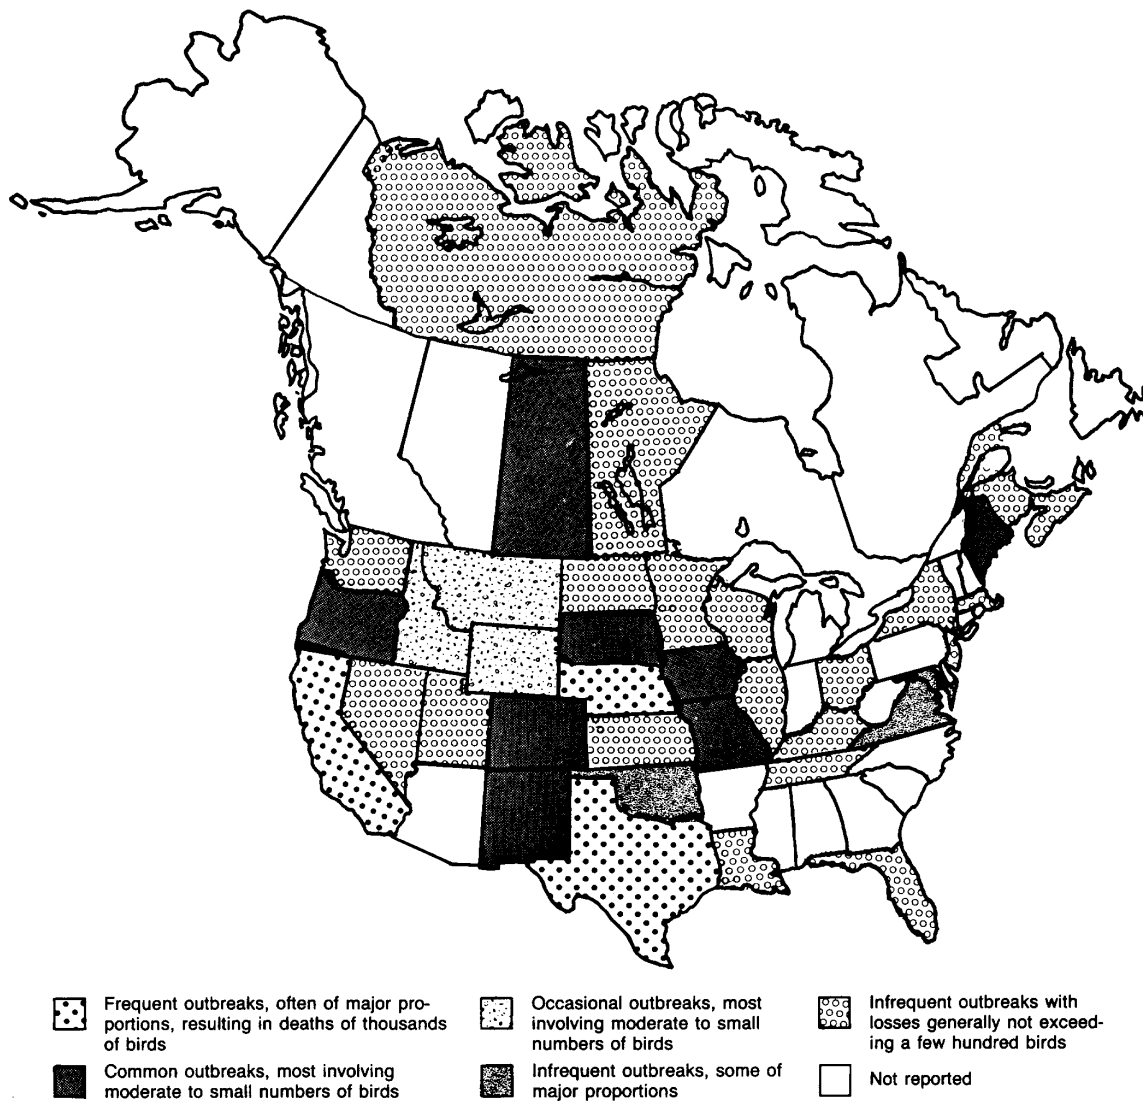 Frequent outbreaks, often of major pro-
portions, resulting in deaths of thousands
of birds
Common outbreaks, most involving
moderate to small numbers of birds
Occasional outbreaks, most
involving moderate to small
numbers of birds
Infrequent outbreaks, some of
major proportions
Infrequent outbreaks with
losses generally not exceed-
ing a few hundred birds
Not reported